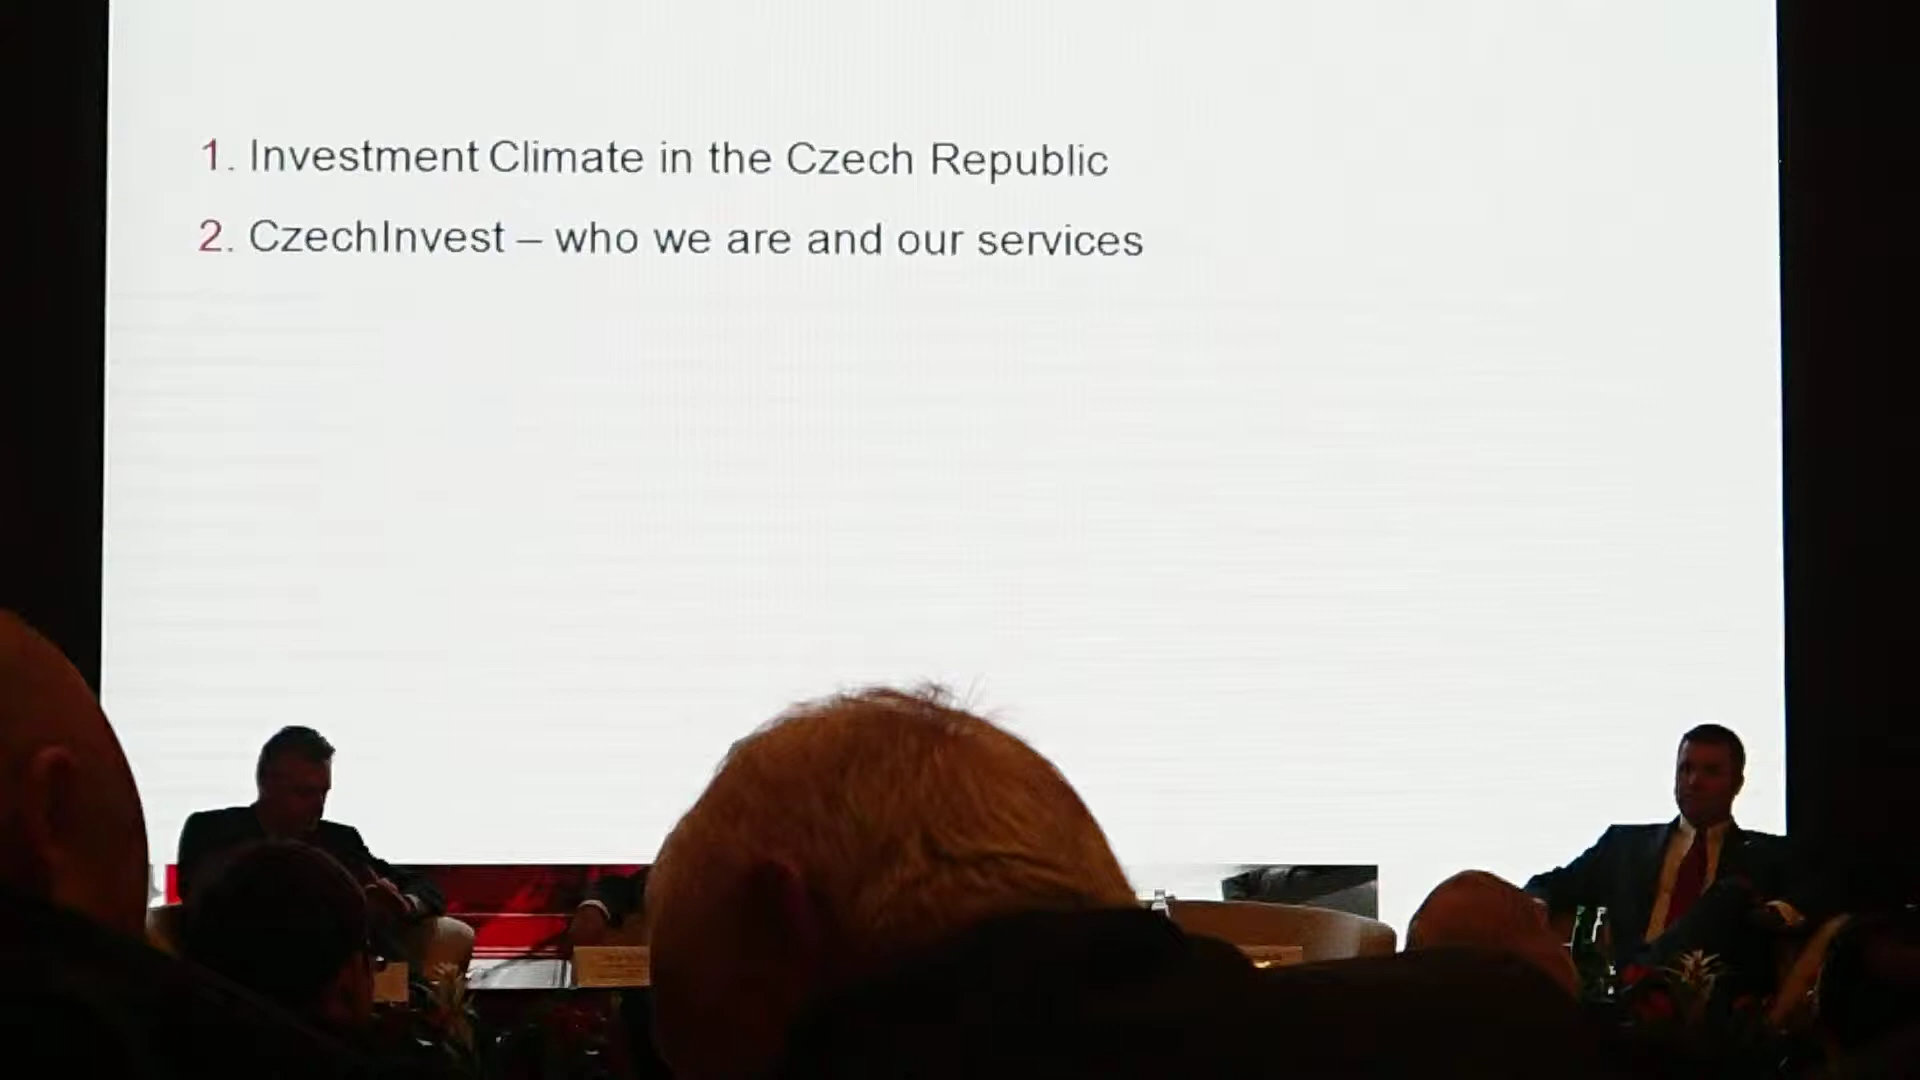 1. Investment Climate in the Czech Republic
2. CzechInvest – who we are and our services